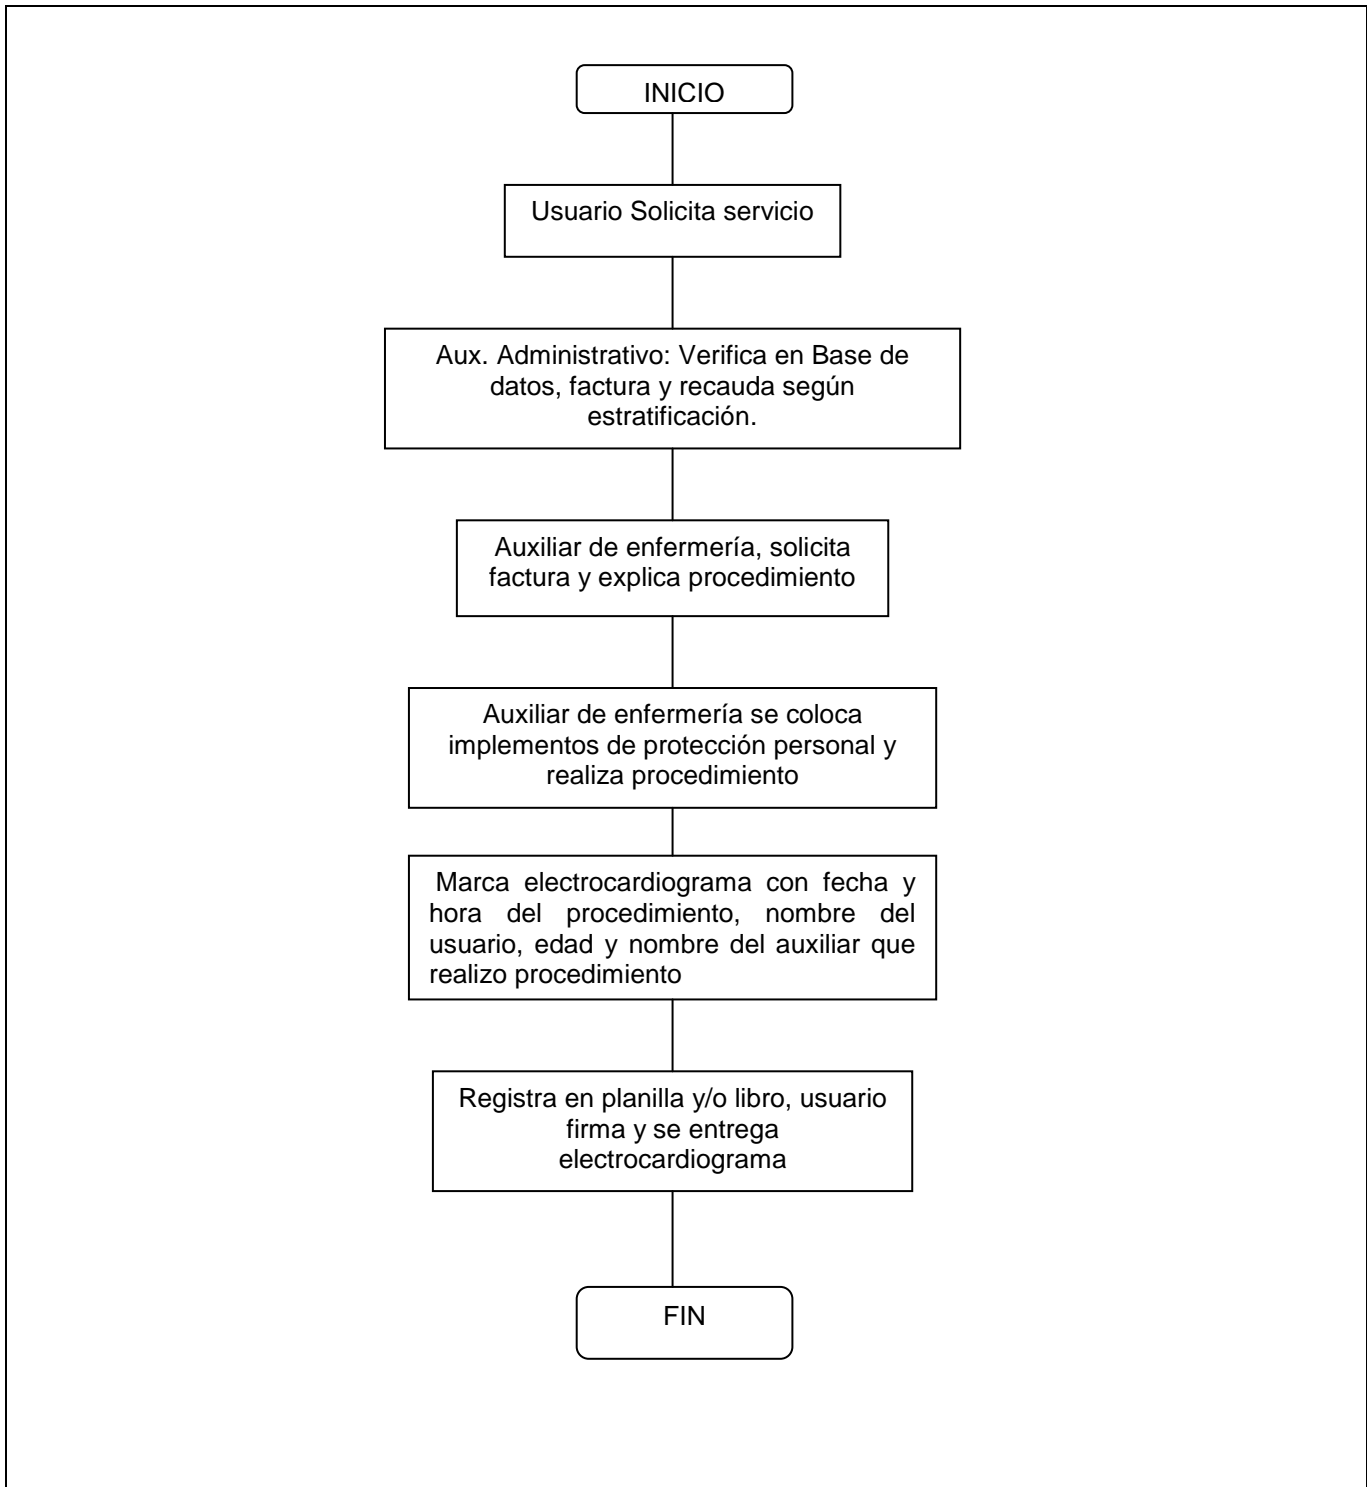 INICIO
Usuario Solicita servicio
Aux. Administrativo: Verifica en Base de
datos, factura y recauda según
estratificación.
Auxiliar de enfermería, solicita
factura y explica procedimiento
Auxiliar de enfermería se coloca
implementos de protección personal y
realiza procedimiento
Marca electrocardiograma con fecha y
hora del procedimiento, nombre del
usuario, edad y nombre del auxiliar que
realizo procedimiento
Registra en planilla y/o libro, usuario
firma y se entrega
electrocardiograma
FIN